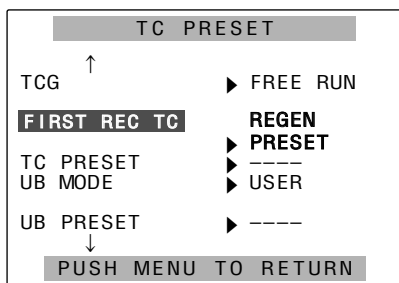 TC PRESET
↑
TCG ▶ FREE RUN
FIRST REC TC REGEN
▶ PRESET
TC PRESET ▶ ----
UB MODE ▶ USER
UB PRESET ▶ ----
↓
PUSH MENU TO RETURN